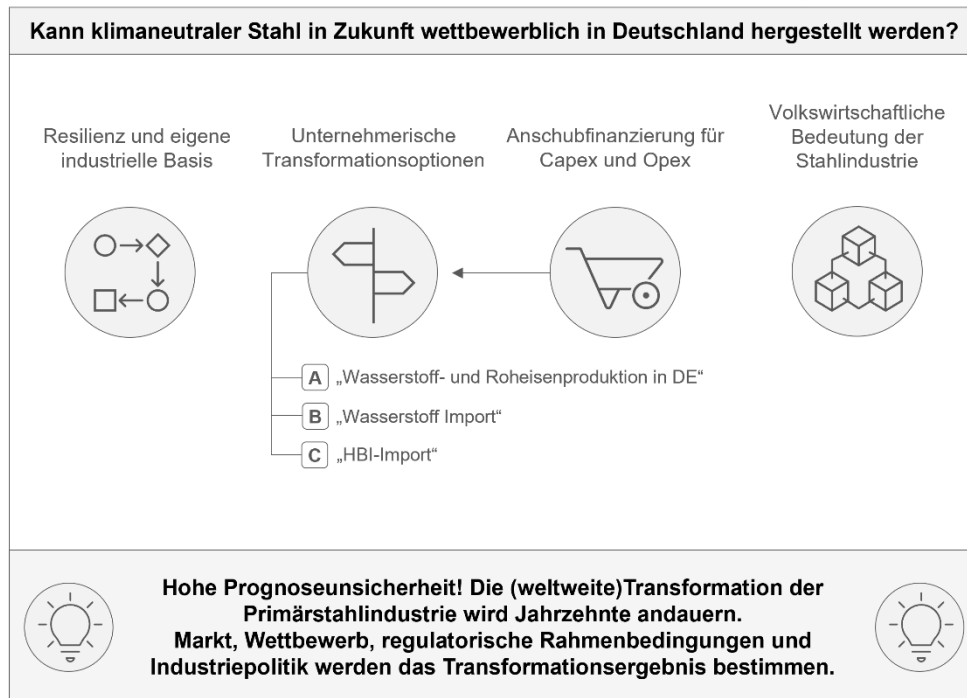 Kann klimaneutraler Stahl in Zukunft wettbewerblich in Deutschland hergestellt werden?
Resilienz und eigene
industrielle Basis
Unternehmerische
Transformationsoptionen
Anschubfinanzierung für
Capex und Opex
Volkswirtschaftliche
Bedeutung der
Stahlindustrie
A „Wasserstoff- und Roheisenproduktion in DE“
B „Wasserstoff Import“
C „HBI-Import“
Hohe Prognoseunsicherheit! Die (weltweite)Transformation der
Primärstahlindustrie wird Jahrzehnte andauern.
Markt, Wettbewerb, regulatorische Rahmenbedingungen und
Industriepolitik werden das Transformationsergebnis bestimmen.